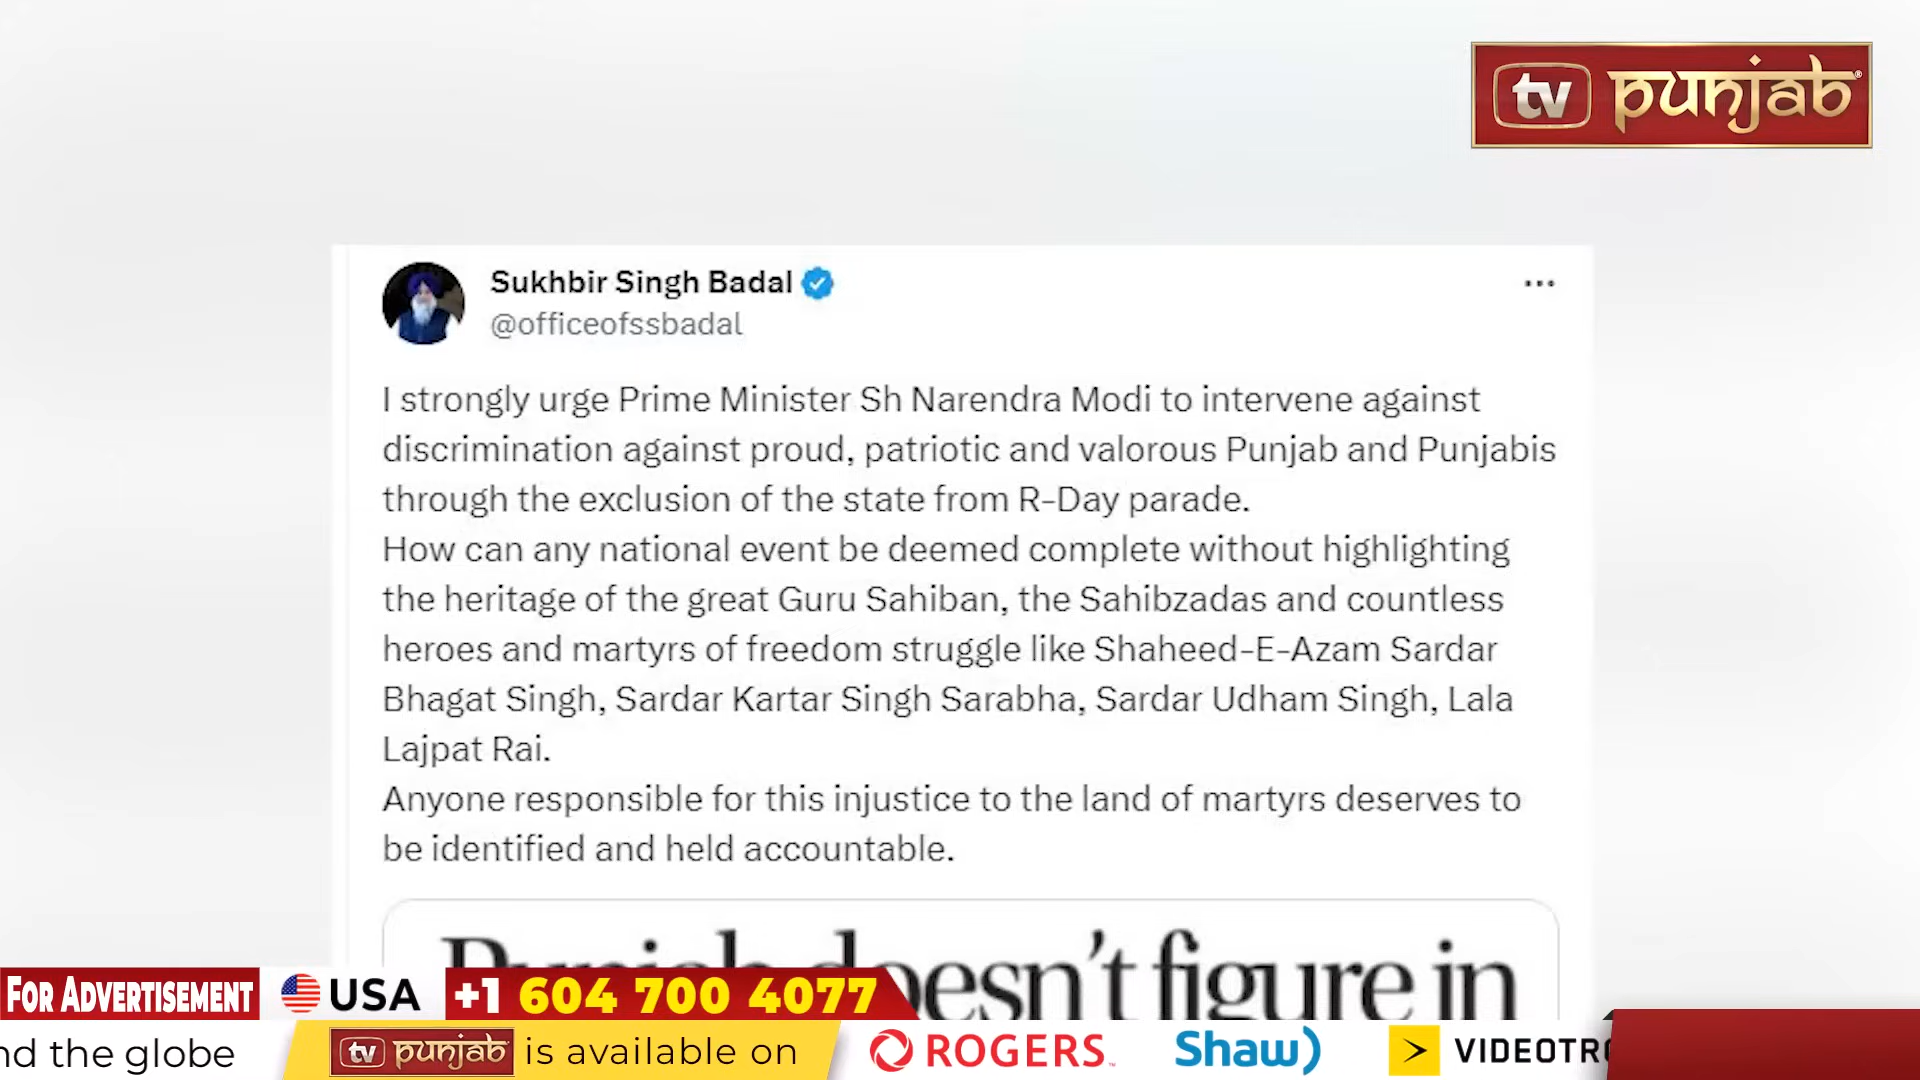 tv punjab
Sukhbir Singh Badal
@officeofssbadal
I strongly urge Prime Minister Sh Narendra Modi to intervene against
discrimination against proud, patriotic and valorous Punjab and Punjabis
through the exclusion of the state from R-Day parade.
How can any national event be deemed complete without highlighting
the heritage of the great Guru Sahiban, the Sahibzadas and countless
heroes and martyrs of freedom struggle like Shaheed-E-Azam Sardar
Bhagat Singh, Sardar Kartar Singh Sarabha, Sardar Udham Singh, Lala
Lajpat Rai.
Anyone responsible for this injustice to the land of martyrs deserves to
be identified and held accountable.
Punjab doesn't figure in
FOR ADVERTISEMENT USA +1 604 700 4077
nd the globe tv punjab is available on ROGERS™ Shaw) VIDEOTRO